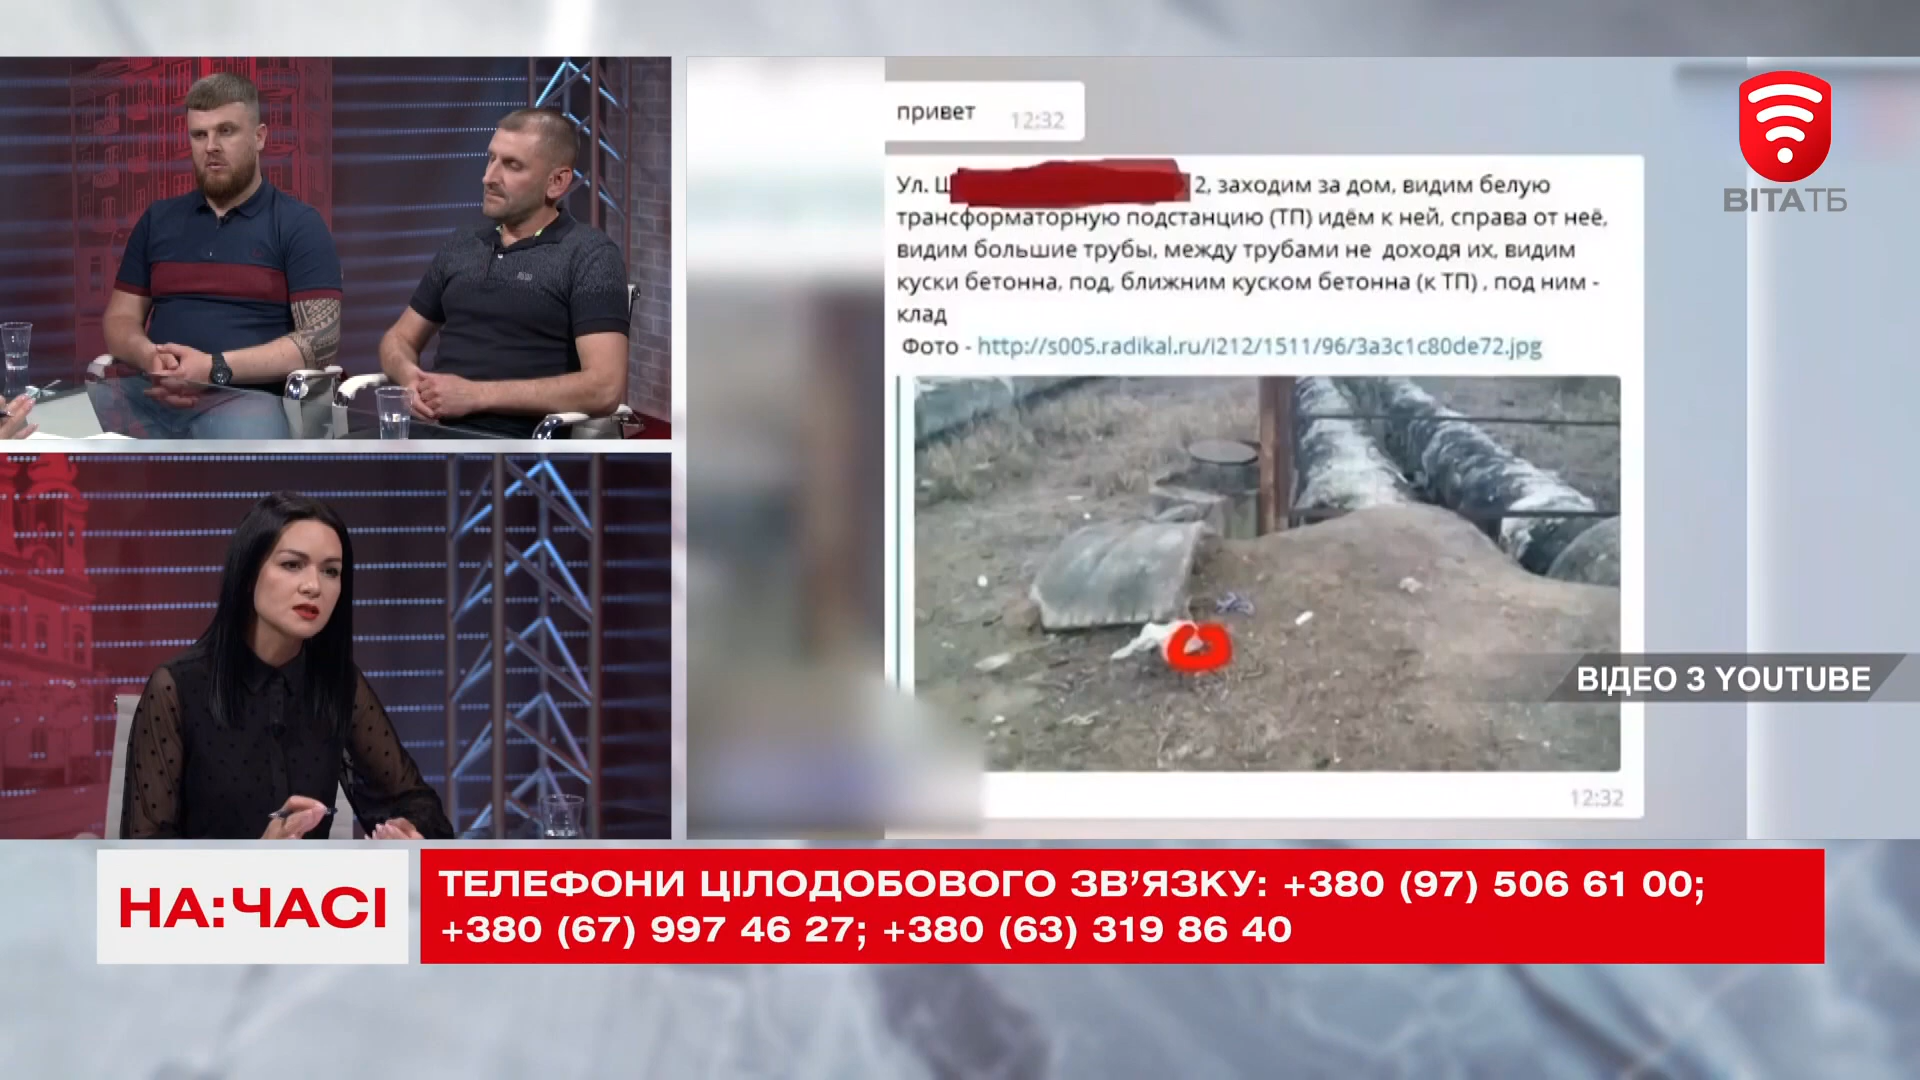 привет
12:32
Ул. Ц 2, заходим за дом, видим белую
трансформаторную подстанцию (ТП) идём к ней, справа от неё,
видим большие трубы, между трубами не доходя их, видим
куски бетонна, под, ближним куском бетонна (к ТП) , под ним -
клад
Фото - http://s005.radikal.ru/i212/1511/96/3a3c1c80de72.jpg
12:32
ВІТАТБ
ВІДЕО З YOUTUBE
НА:ЧАСІ
ТЕЛЕФОНИ ЦІЛОДОБОВОГО ЗВ’ЯЗКУ: +380 (97) 506 61 00;
+380 (67) 997 46 27; +380 (63) 319 86 40